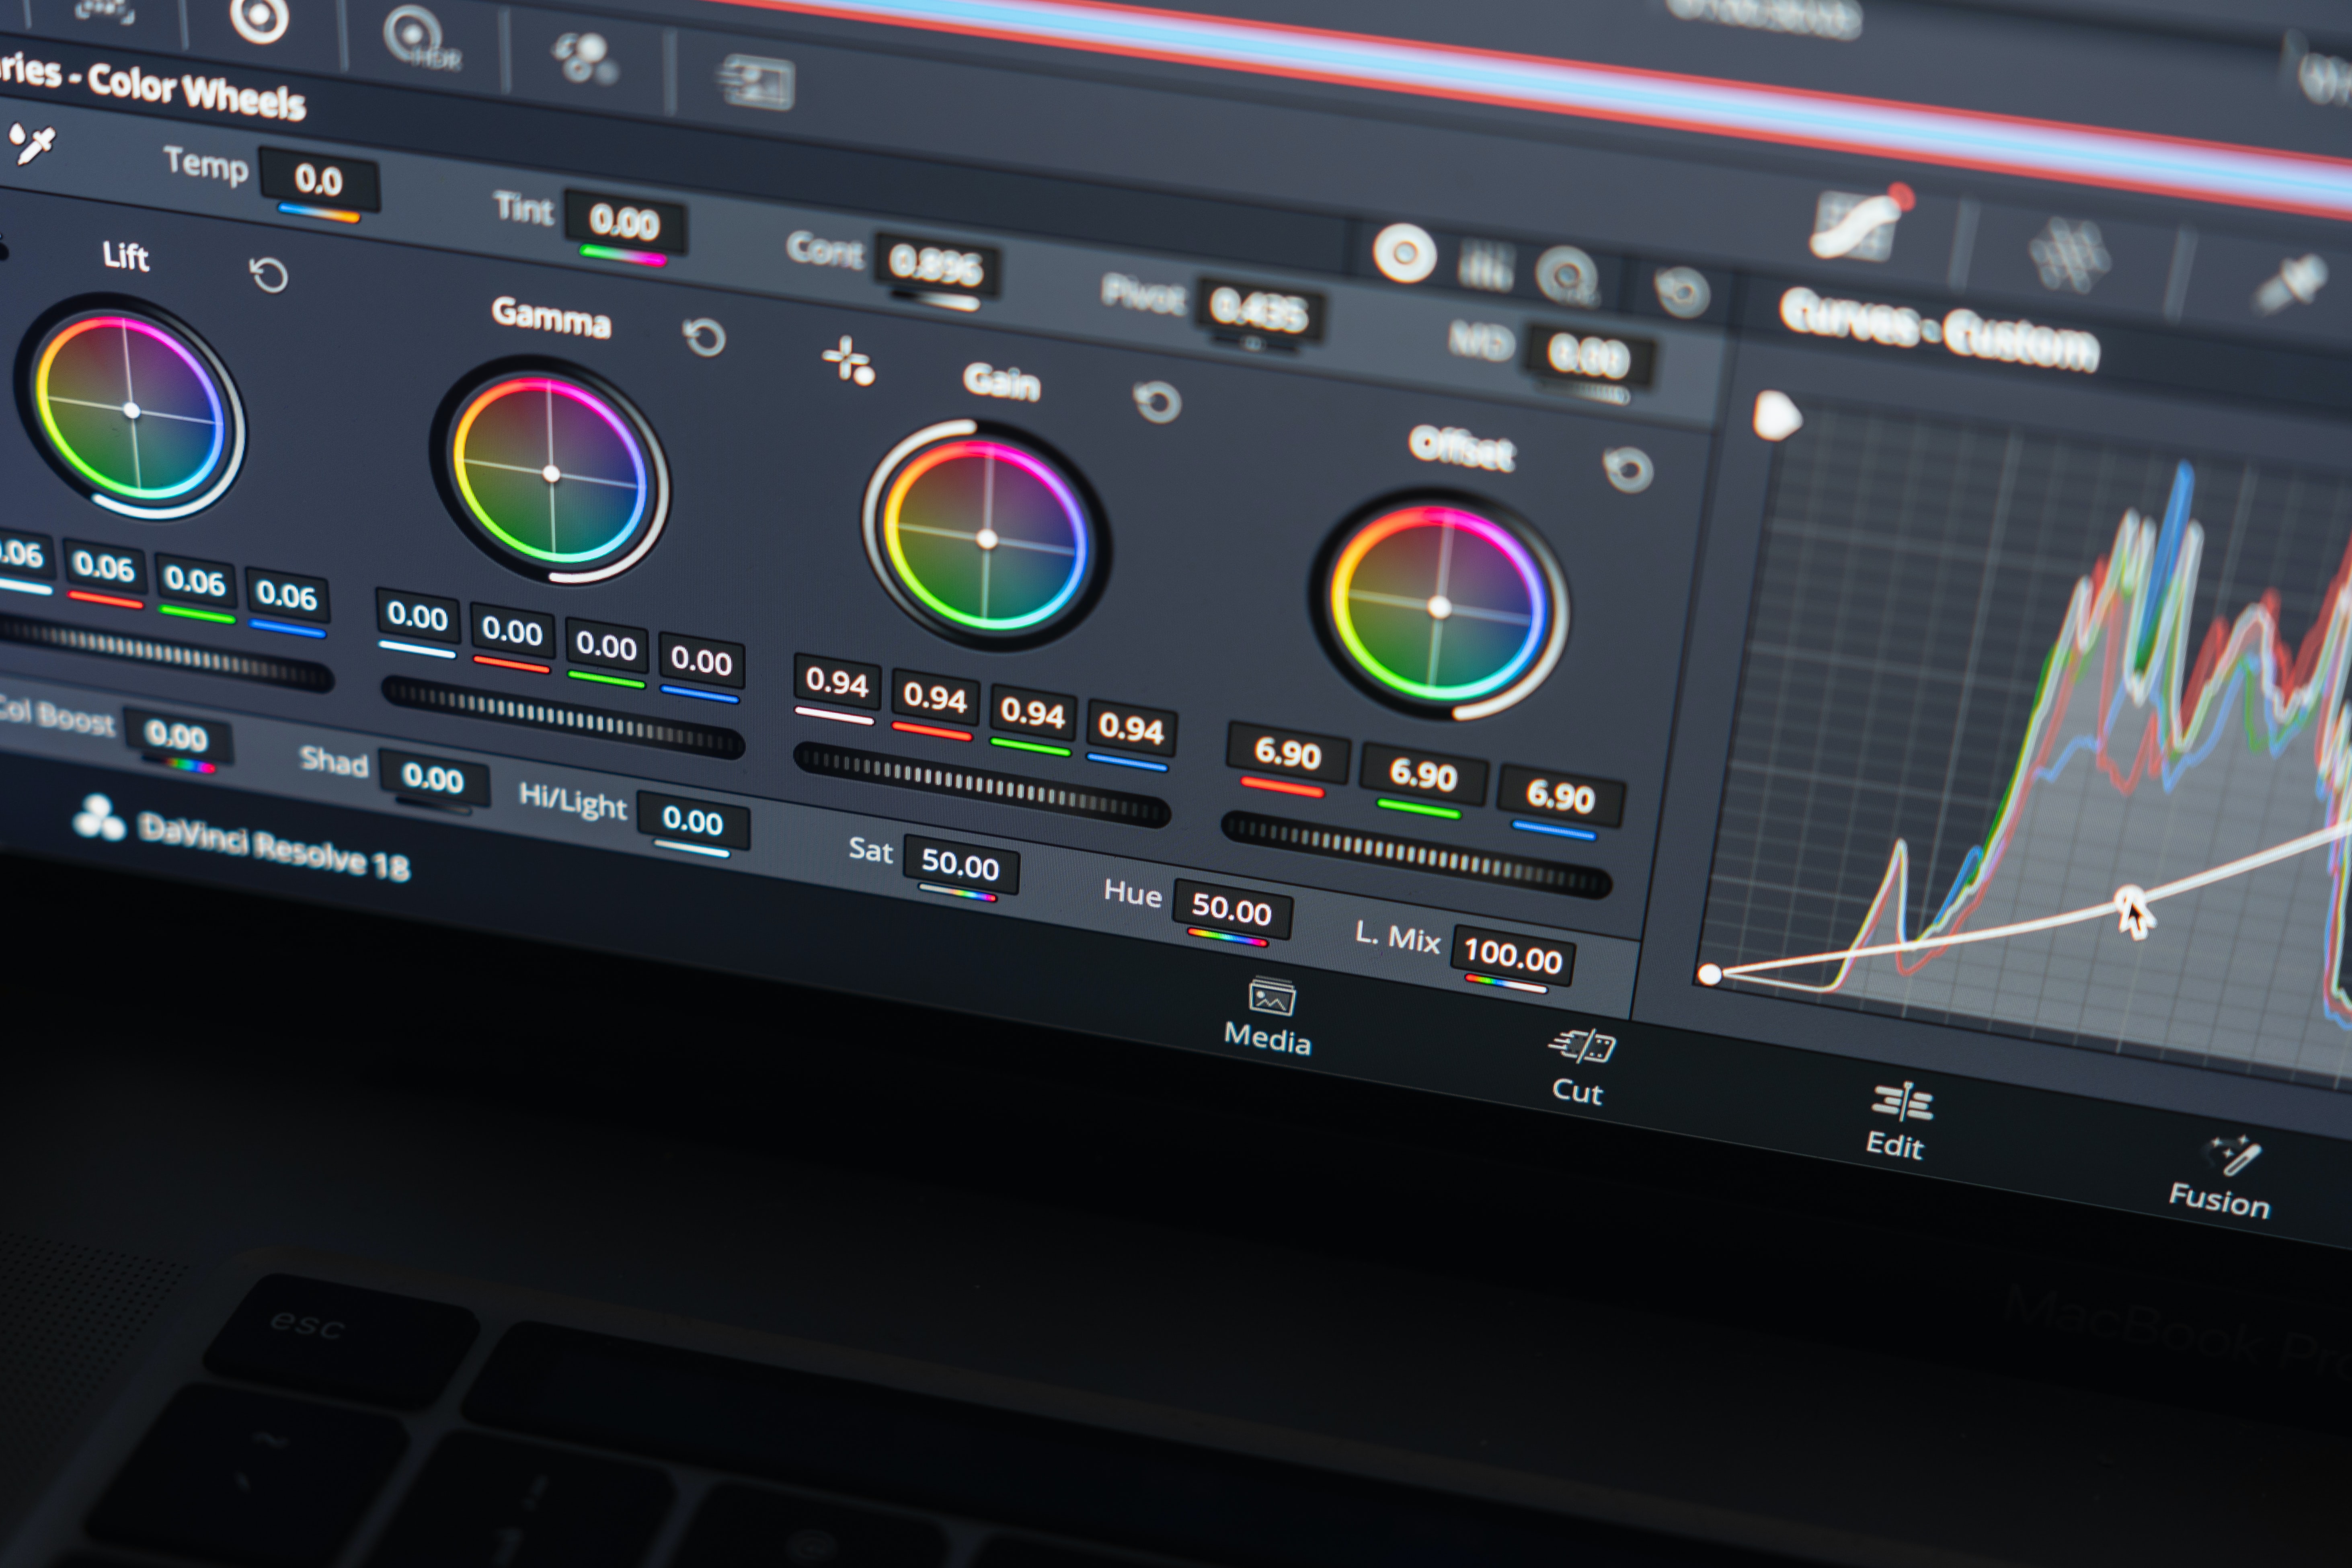 HDR
ries - Color Wheels
Temp 0.0
Tint 0.00
Cont 0.896
Pivot 0.435
N/D 0.00
Curves - Custom
Lift
Gamma
Gain
Offset
.06 0.06 0.06 0.06
0.00 0.00 0.00 0.00
0.94 0.94 0.94 0.94
6.90 6.90 6.90
Col Boost 0.00
Shad 0.00
Hi/Light 0.00
Sat 50.00
Hue 50.00
L. Mix 100.00
DaVinci Resolve 18
Media
Cut
Edit
Fusion
MacBook Pro
esc
~
1